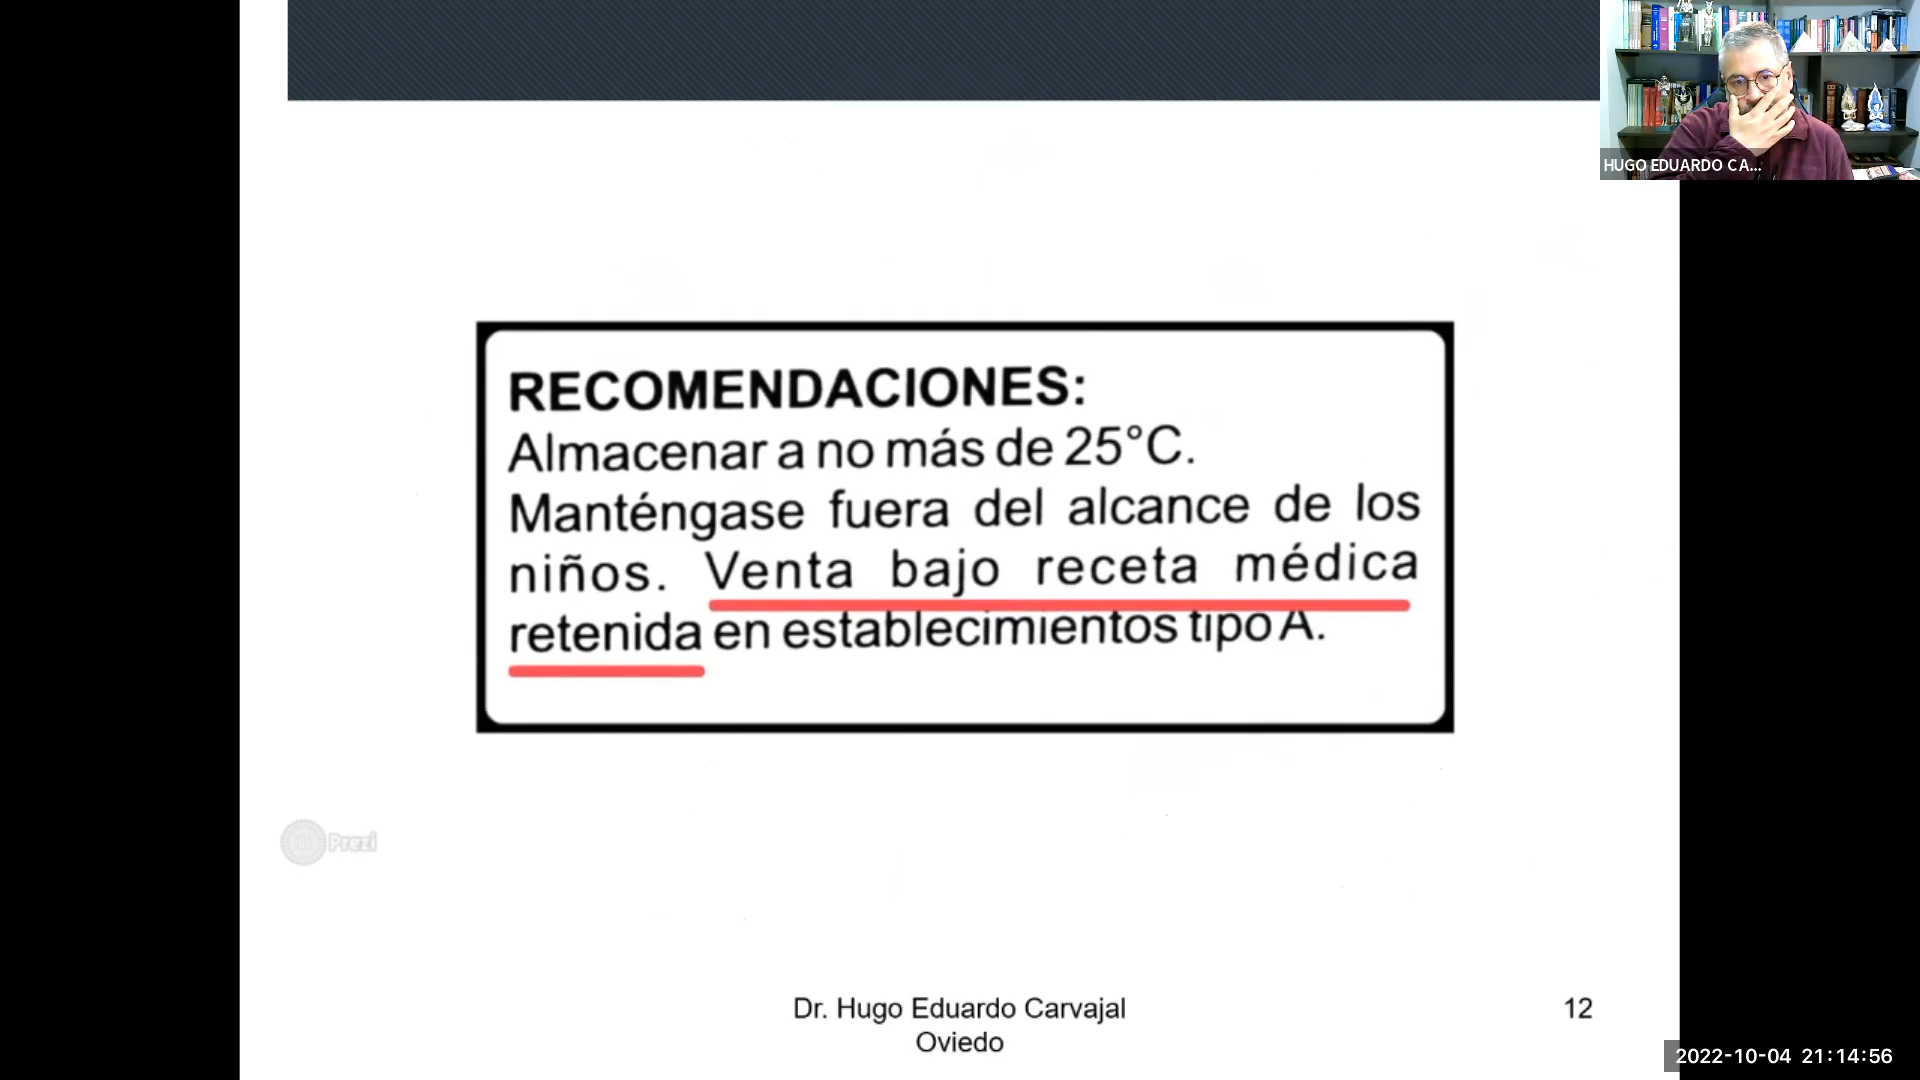 HUGO EDUARDO CA...
RECOMENDACIONES:
Almacenar a no más de 25°C.
Manténgase fuera del alcance de los
niños. Venta bajo receta médica
retenida en establecimientos tipo A.
Prezi
Dr. Hugo Eduardo Carvajal
Oviedo
12
2022-10-04 21:14:56